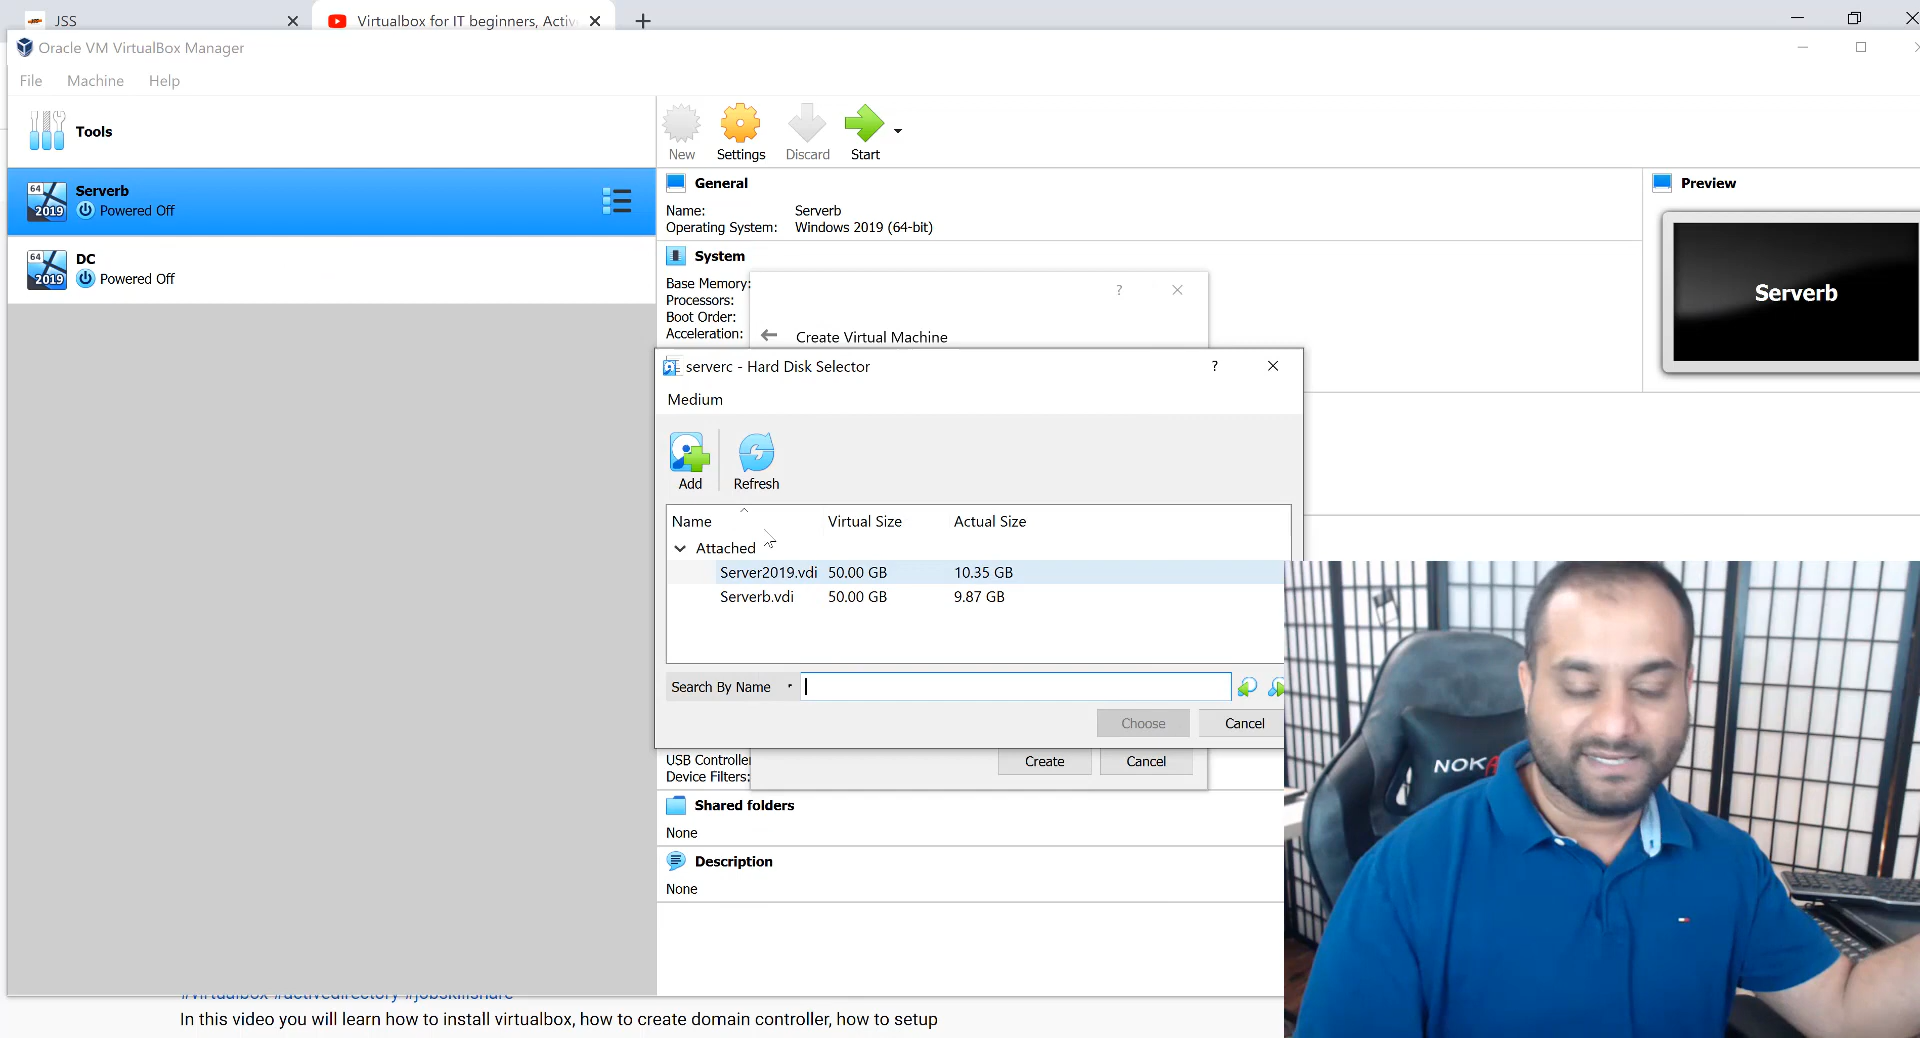 JSS
Virtualbox for IT beginners, Activ
Oracle VM VirtualBox Manager
File Machine Help
Tools
New Settings Discard Start
64
2019
Serverb
Powered Off
64
2019
DC
Powered Off
General
Name: Serverb
Operating System: Windows 2019 (64-bit)
System
Base Memory:
Processors:
Boot Order:
Acceleration:
Preview
Serverb
?
Create Virtual Machine
serverc - Hard Disk Selector ?
Medium
Add Refresh
Name Virtual Size Actual Size
Attached
Server2019.vdi 50.00 GB 10.35 GB
Serverb.vdi 50.00 GB 9.87 GB
Search By Name
Choose Cancel
USB Controller
Device Filters:
Create Cancel
Shared folders
None
Description
None
#virtualbox #activedirectory #jobskillshare
In this video you will learn how to install virtualbox, how to create domain controller, how to setup